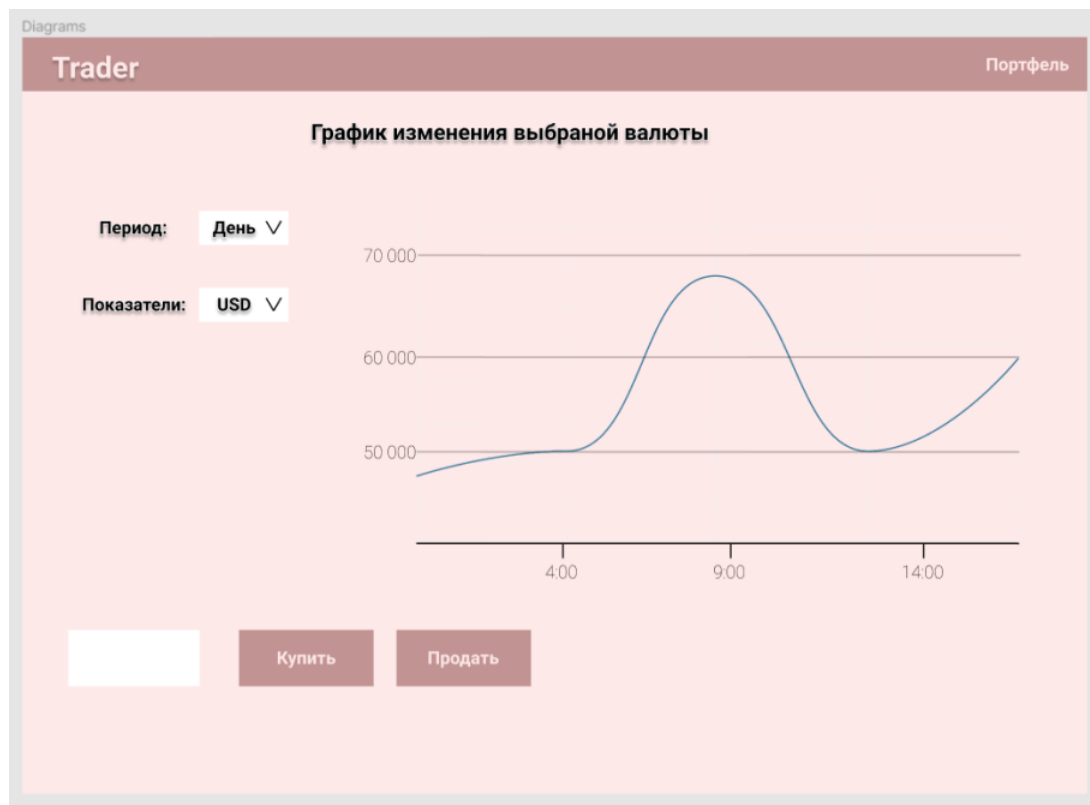 Diagrams
Trader
Портфель
График изменения выбраной валюты
Период:
День
Показатели:
USD
70 000
60 000
50 000
4:00
9:00
14:00
Купить
Продать